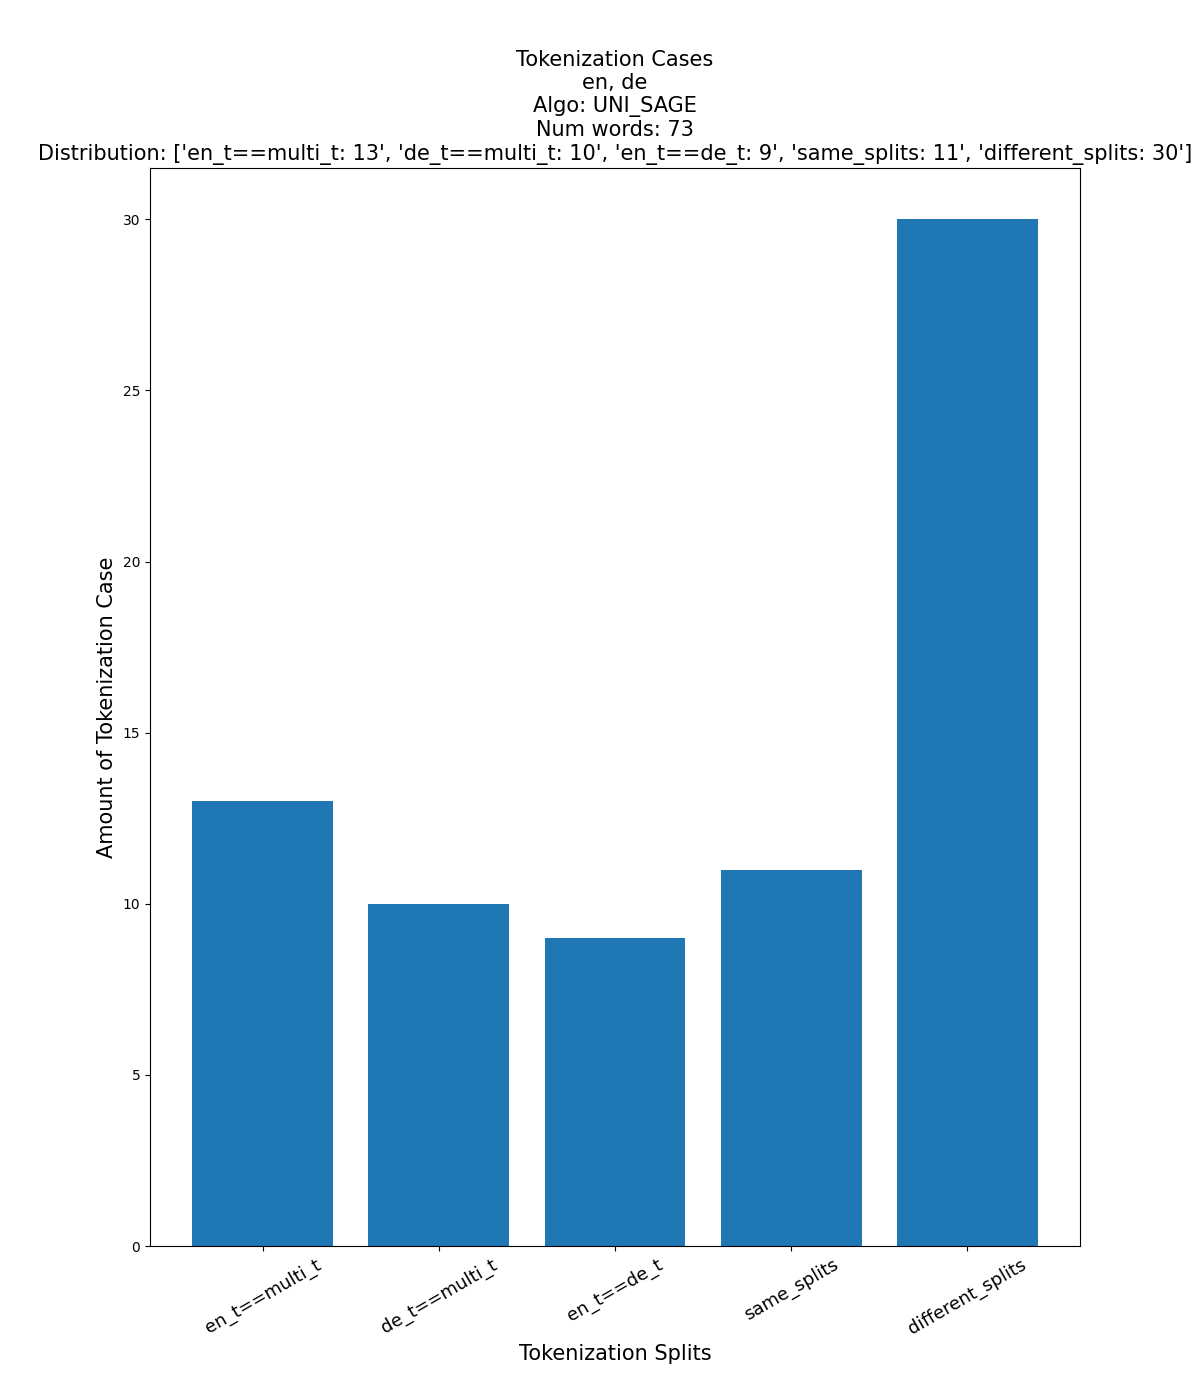 Tokenization Cases
en, de
Algo: UNI_SAGE
Num words: 73
Distribution: ['en_t==multi_t: 13', 'de_t==multi_t: 10', 'en_t==de_t: 9', 'same_splits: 11', 'different_splits: 30']
Amount of Tokenization Case
30
25
20
15
10
5
0
en_t==multi_t
de_t==multi_t
en_t==de_t
same_splits
different_splits
Tokenization Splits